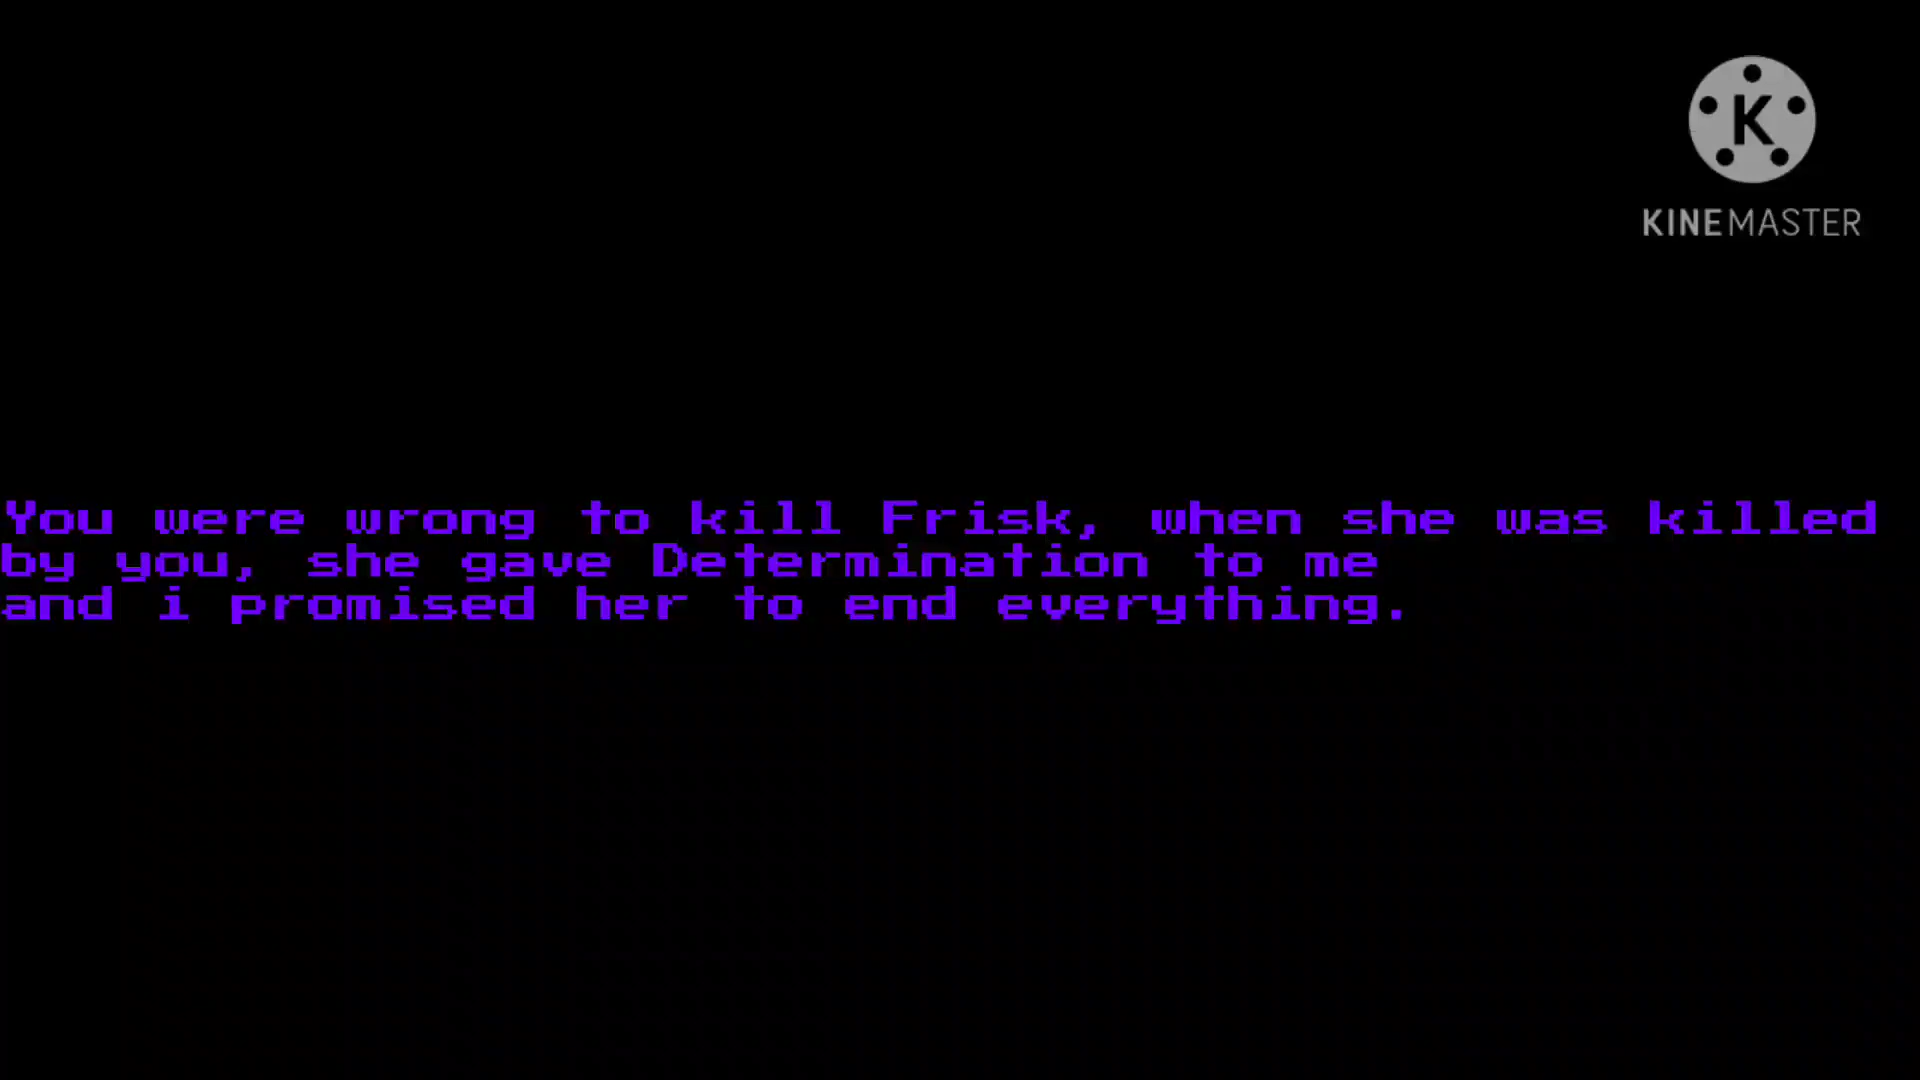 K
KINEMASTER
You were wrong to kill Frisk, when she was killed
by you, she gave Determination to me
and i promised her to end everything.